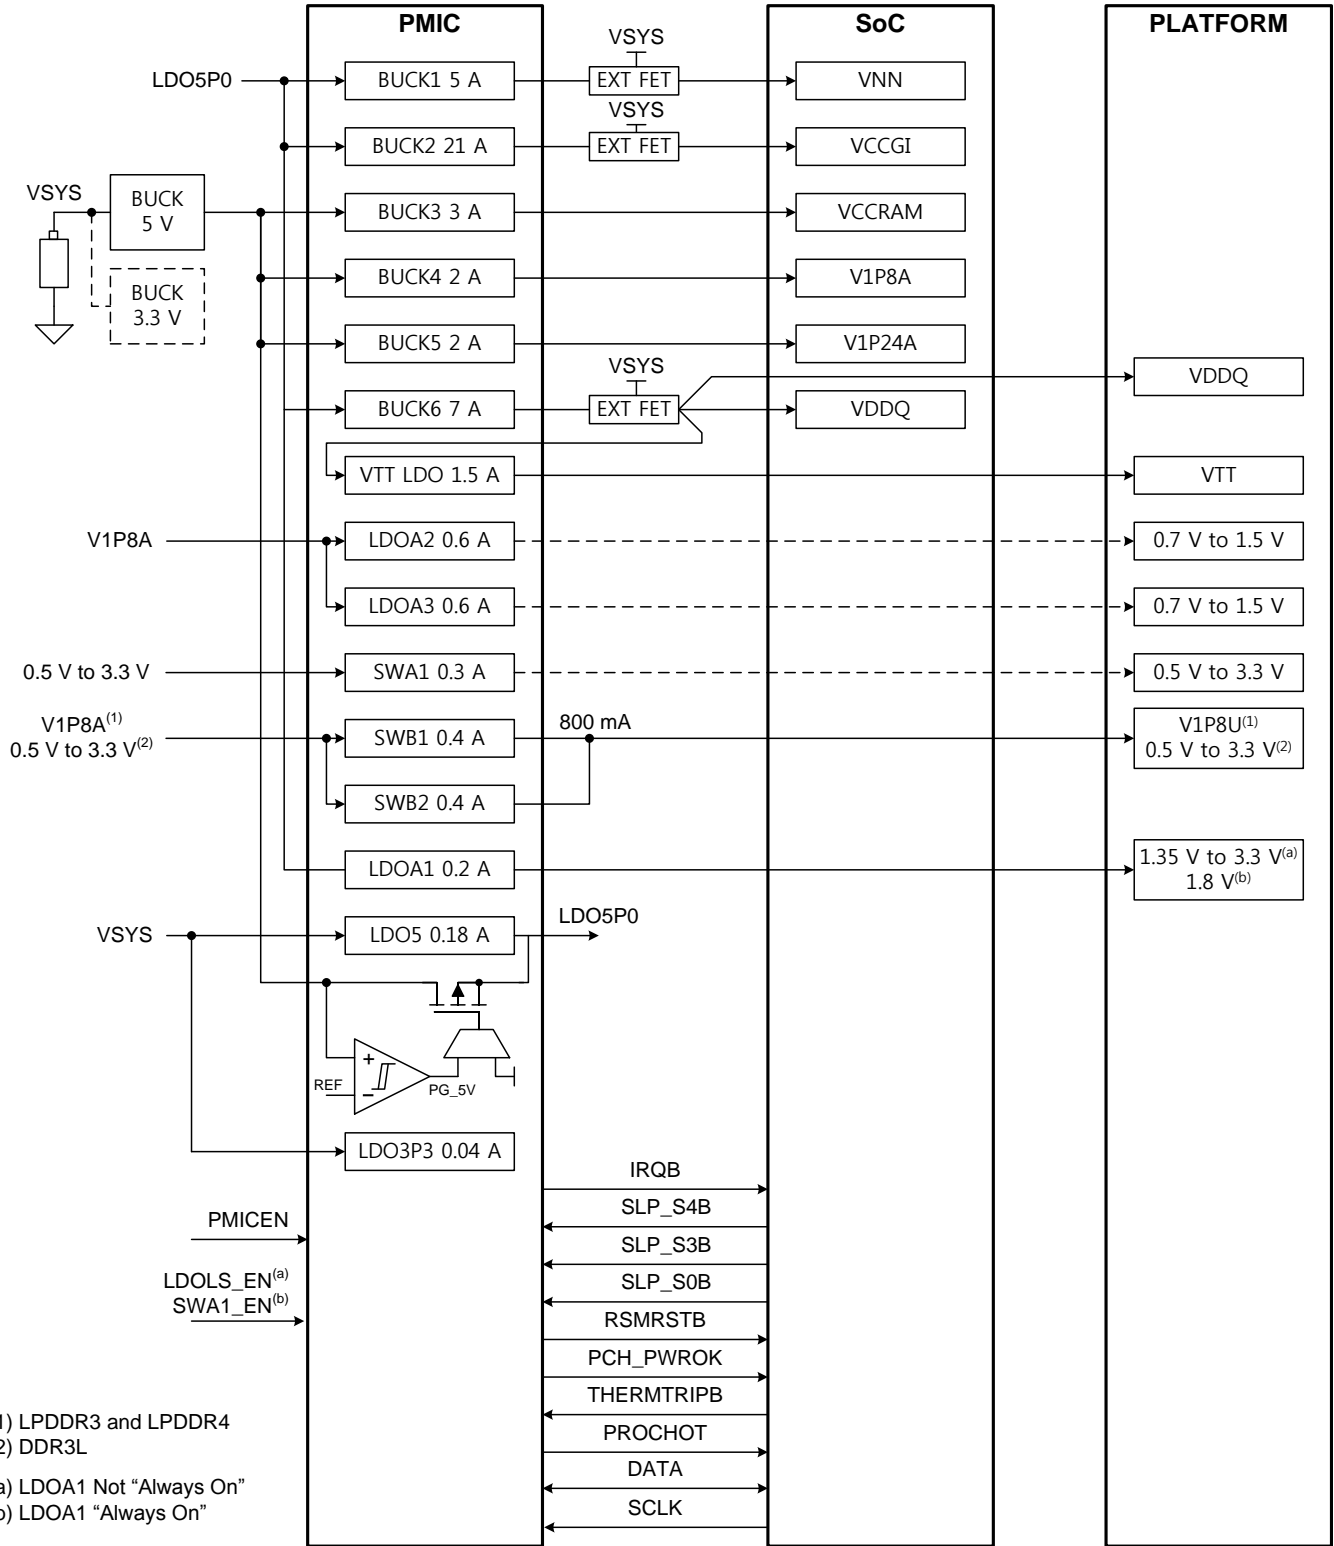 PMIC
SoC
PLATFORM
LDO5P0
BUCK1 5 A
VSYS
EXT FET
VNN
BUCK2 21 A
VSYS
EXT FET
VCCGI
VSYS
BUCK
5 V
BUCK3 3 A
VCCRAM
BUCK
3.3 V
BUCK4 2 A
V1P8A
BUCK5 2 A
V1P24A
BUCK6 7 A
VSYS
EXT FET
VDDQ
VDDQ
VTT LDO 1.5 A
VTT
V1P8A
LDOA2 0.6 A
0.7 V to 1.5 V
LDOA3 0.6 A
0.7 V to 1.5 V
0.5 V to 3.3 V
SWA1 0.3 A
0.5 V to 3.3 V
V1P8A(1)
0.5 V to 3.3 V(2)
SWB1 0.4 A
800 mA
V1P8U(1)
0.5 V to 3.3 V(2)
SWB2 0.4 A
LDOA1 0.2 A
1.35 V to 3.3 V(a)
1.8 V(b)
VSYS
LDO5 0.18 A
LDO5P0
+
REF
−
PG_5V
LDO3P3 0.04 A
IRQB
SLP_S4B
PMICEN
SLP_S3B
LDOLS_EN(a)
SWA1_EN(b)
SLP_S0B
RSMRSTB
PCH_PWROK
THERMTRIPB
PROCHOT
DATA
SCLK
1) LPDDR3 and LPDDR4
2) DDR3L
a) LDOA1 Not “Always On”
b) LDOA1 “Always On”